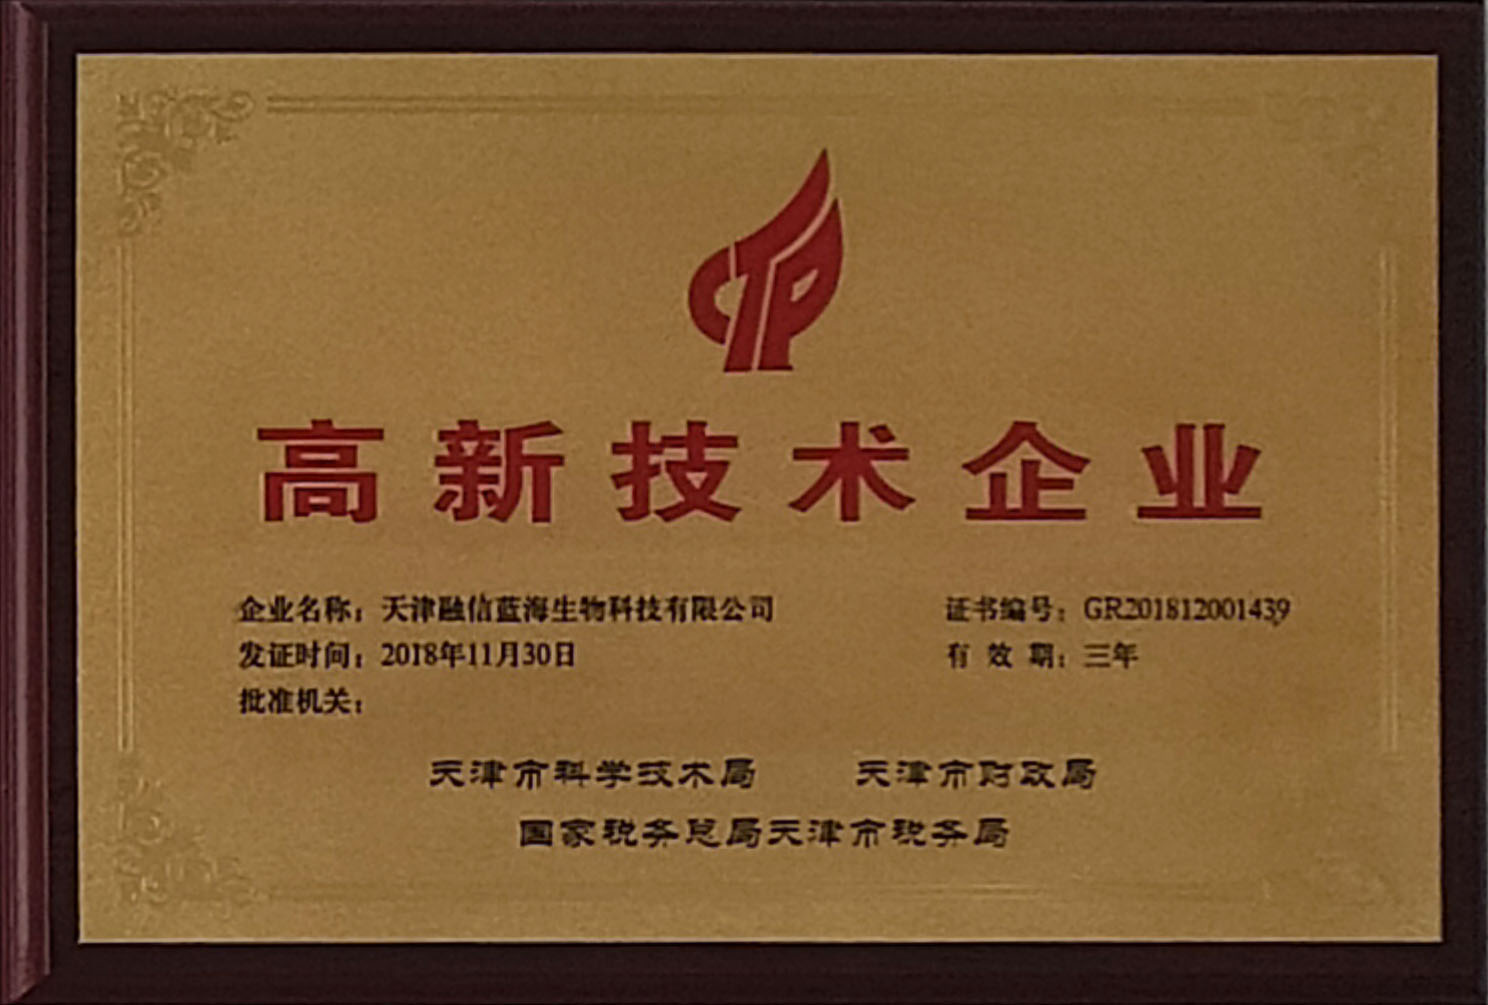 CTP
高新技术企业
企业名称：天津融信蓝海生物科技有限公司 证书编号：GR201812001439
发证时间：2018年11月30日 有效期：三年
批准机关：
天津市科学技术局 天津市财政局
国家税务总局天津市税务局